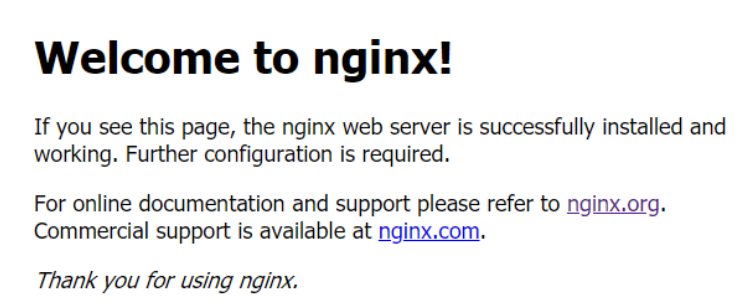 Welcome to nginx!
If you see this page, the nginx web server is successfully installed and
working. Further configuration is required.
For online documentation and support please refer to nginx.org.
Commercial support is available at nginx.com.
Thank you for using nginx.